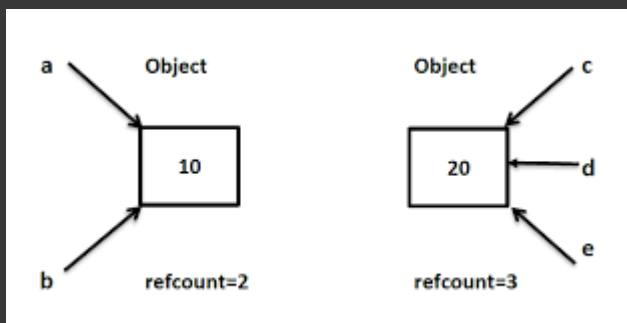 a Object Object c
10 20 d
e
b refcount=2 refcount=3